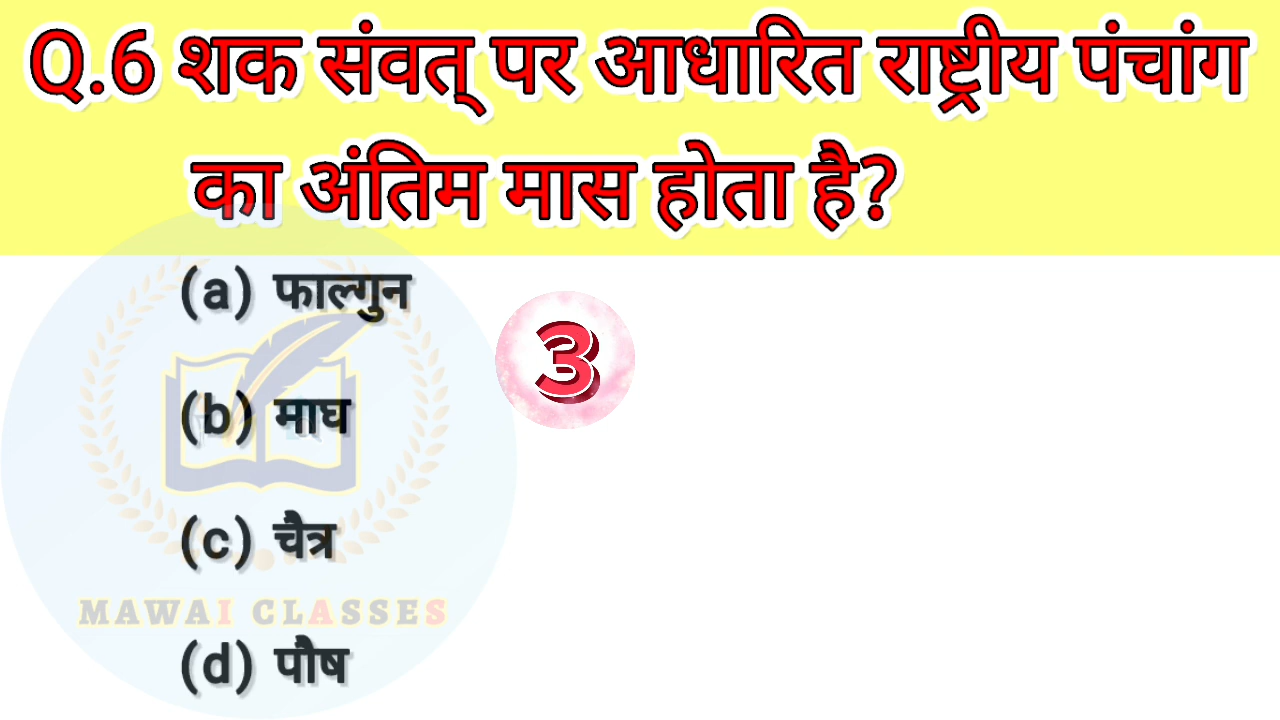 Q.6 शक संवत् पर आधारित राष्ट्रीय पंचांग
का अंतिम मास होता है?
(a) फाल्गुन
3
(b) माघ
(c) चैत्र
MAWAI CLASSES
(d) पौष